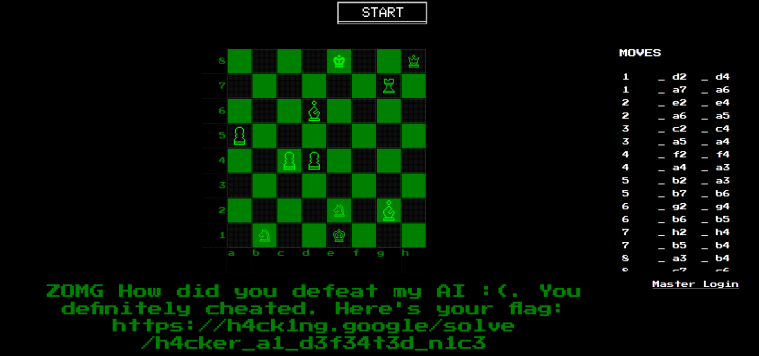 START
8
7
6
5
4
3
2
1
a b c d e f g h
MOVES
1 _ d2 _ d4
1 _ a7 _ a6
2 _ e2 _ e4
2 _ a6 _ a5
3 _ c2 _ c4
3 _ a5 _ a4
4 _ f2 _ f4
4 _ a4 _ a3
5 _ b2 _ a3
5 _ b7 _ b6
6 _ g2 _ g4
6 _ b6 _ b5
7 _ h2 _ h4
7 _ b5 _ b4
8 _ a3 _ b4
Master Login
ZOMG How did you defeat my AI :(. You
definitely cheated. Here's your flag:
https://h4ck1ng.google/solve
/h4cker_a1_d3f34t3d_n1c3